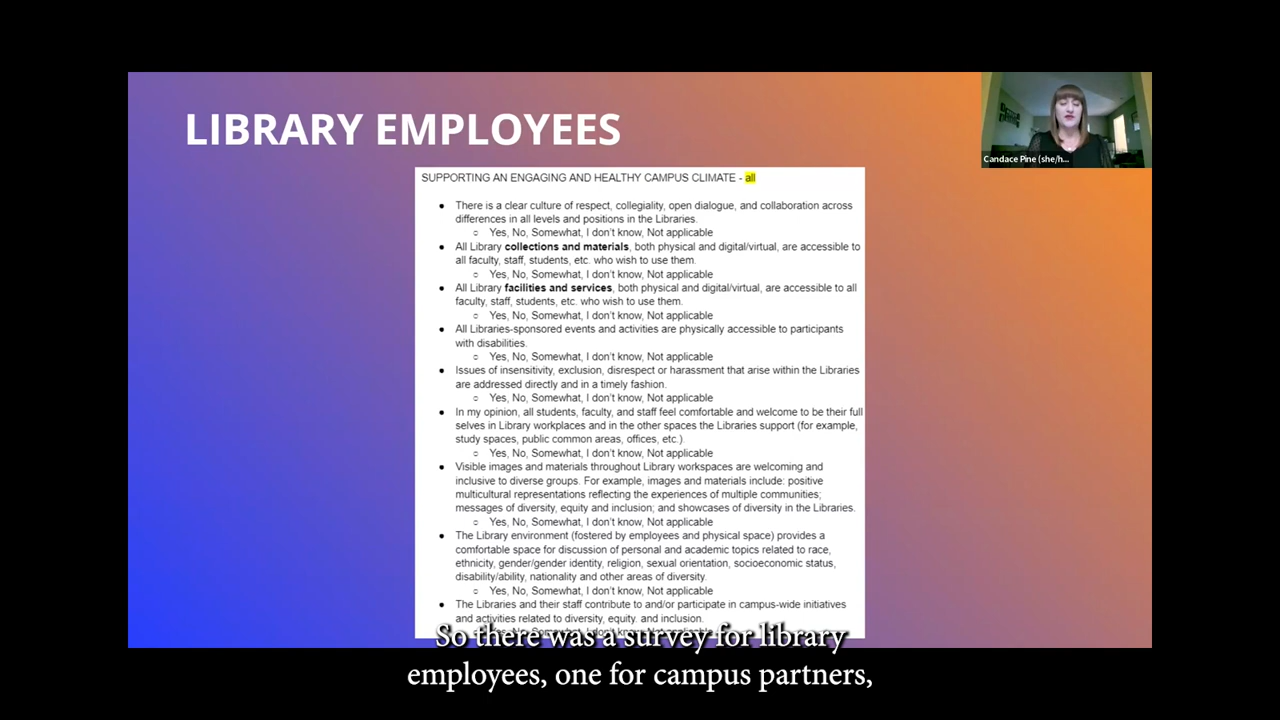 LIBRARY EMPLOYEES
Candace Pine (she/h...
SUPPORTING AN ENGAGING AND HEALTHY CAMPUS CLIMATE - all
● There is a clear culture of respect, collegiality, open dialogue, and collaboration across
differences in all levels and positions in the Libraries.
○ Yes, No, Somewhat, I don't know, Not applicable
● All Library collections and materials, both physical and digital/virtual, are accessible to
all faculty, staff, students, etc. who wish to use them.
○ Yes, No, Somewhat, I don't know, Not applicable
● All Library facilities and services, both physical and digital/virtual, are accessible to all
faculty, staff, students, etc. who wish to use them.
○ Yes, No, Somewhat, I don't know, Not applicable
● All Libraries-sponsored events and activities are physically accessible to participants
with disabilities.
○ Yes, No, Somewhat, I don't know, Not applicable
● Issues of insensitivity, exclusion, disrespect or harassment that arise within the Libraries
are addressed directly and in a timely fashion.
○ Yes, No, Somewhat, I don't know, Not applicable
● In my opinion, all students, faculty, and staff feel comfortable and welcome to be their full
selves in Library workplaces and in the other spaces the Libraries support (for example,
study spaces, public common areas, offices, etc.).
○ Yes, No, Somewhat, I don't know, Not applicable
● Visible images and materials throughout Library workspaces are welcoming and
inclusive to diverse groups. For example, images and materials include: positive
multicultural representations reflecting the experiences of multiple communities;
messages of diversity, equity and inclusion; and showcases of diversity in the Libraries.
○ Yes, No, Somewhat, I don't know, Not applicable
● The Library environment (fostered by employees and physical space) provides a
comfortable space for discussion of personal and academic topics related to race,
ethnicity, gender/gender identity, religion, sexual orientation, socioeconomic status,
disability/ability, nationality and other areas of diversity.
○ Yes, No, Somewhat, I don't know, Not applicable
● The Libraries and their staff contribute to and/or participate in campus-wide initiatives
and activities related to diversity, equity. and inclusion.
So there was a survey for library
employees, one for campus partners,